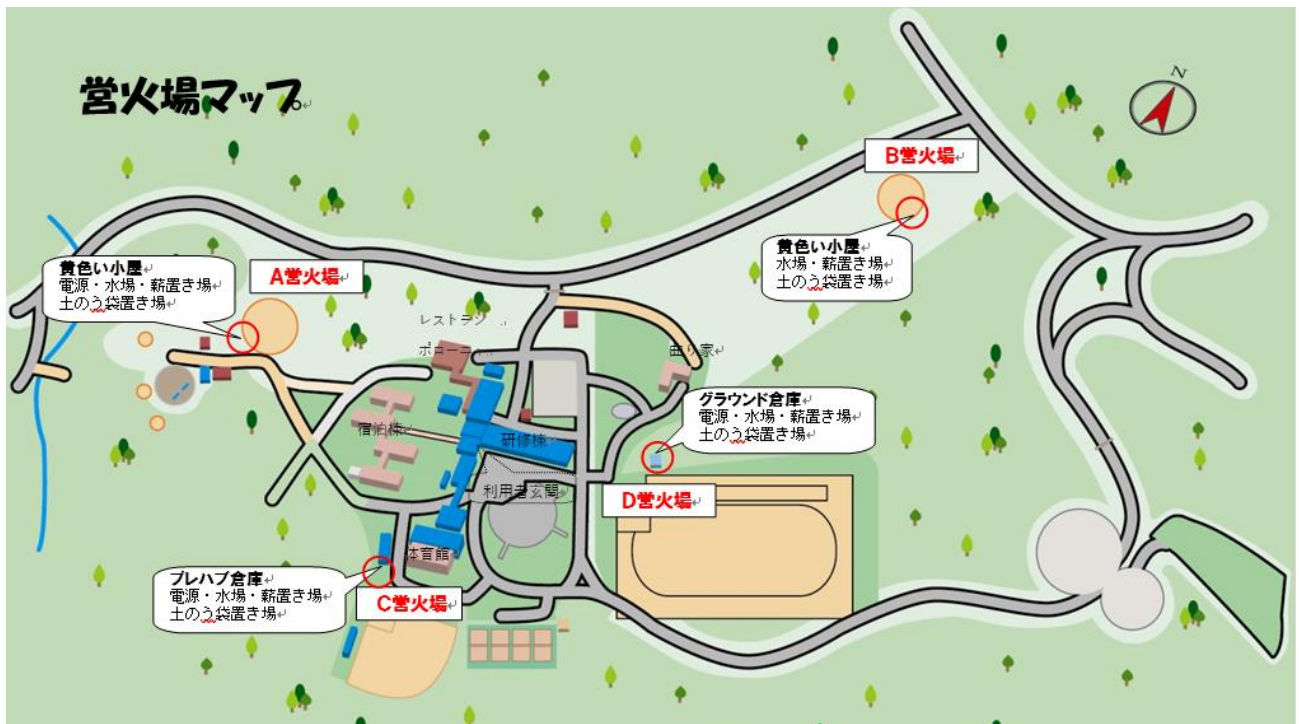 営火場マップ
N
B営火場
黄色い小屋
水場・薪置き場
土のう袋置き場
黄色い小屋
電源・水場・薪置き場
土のう袋置き場
A営火場
レストラン
曲り家
グラウンド倉庫
電源・水場・薪置き場
土のう袋置き場
宿泊棟
研修棟
利用者玄関
D営火場
体育館
プレハブ倉庫
電源・水場・薪置き場
土のう袋置き場
C営火場